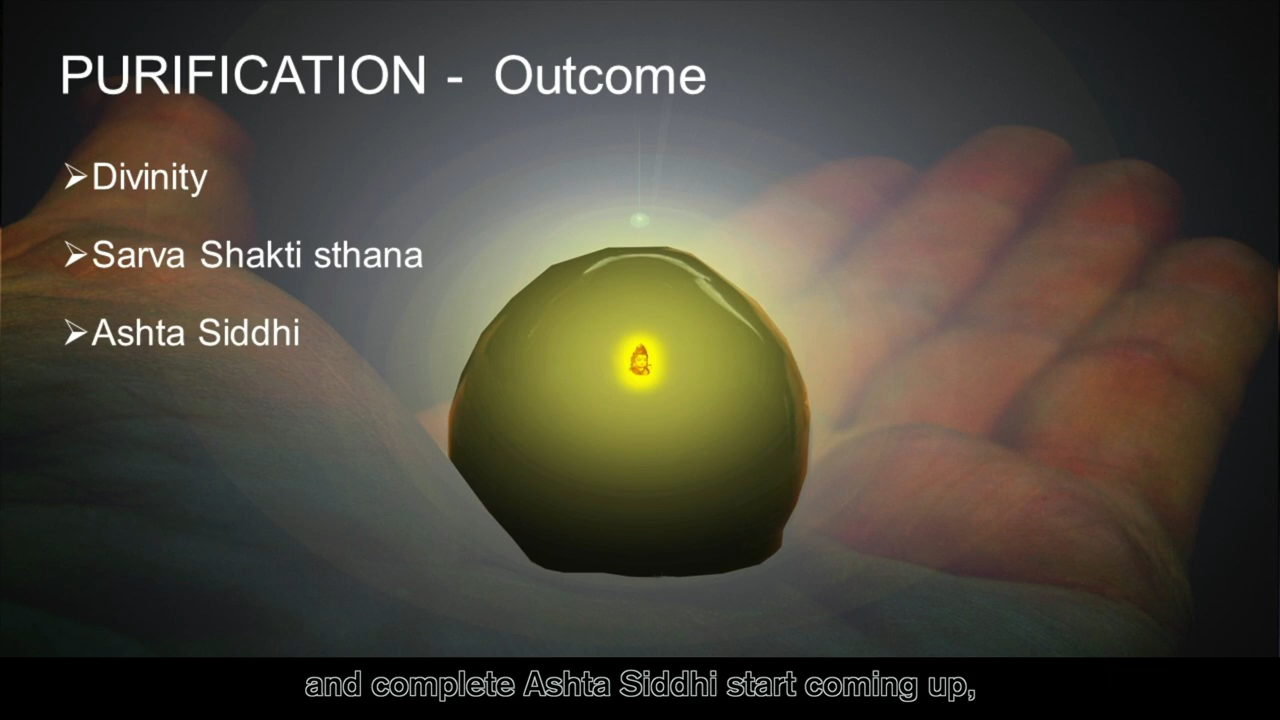 PURIFICATION - Outcome
➢Divinity
➢Sarva Shakti sthana
➢Ashta Siddhi
and complete Ashta Siddhi start coming up,